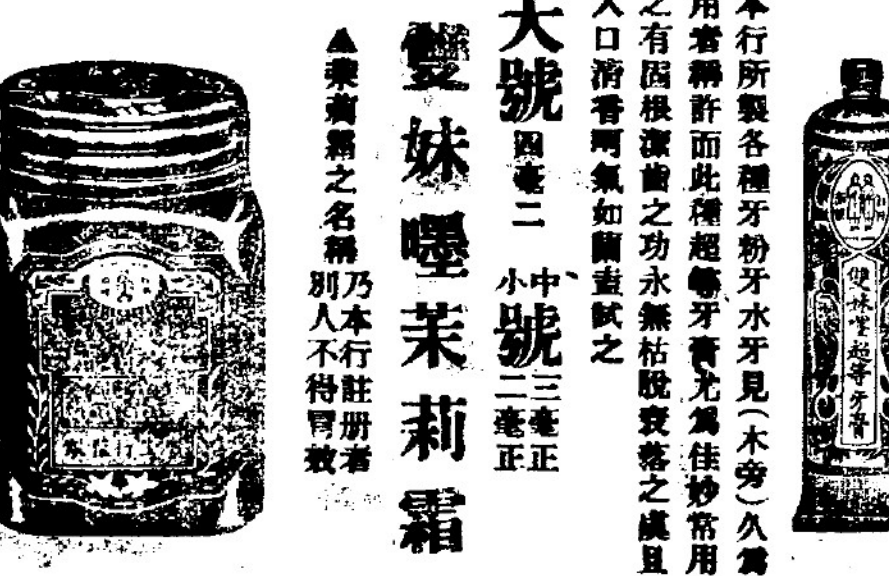 本行所製各種牙粉牙水牙見(木旁)久爲
用者稱許而此種超等牙膏尤爲佳妙常用
之有固根潔齒之功永無枯脫衰落之虞且
入口清香呵氣如蘭盍試之
大號四毫二
中號三毫正
小號二毫正
雙妹嚜茉莉霜
▲茉莉霜之名稱
乃本行註册者
別人不得冒效
雙妹嚜超等牙膏